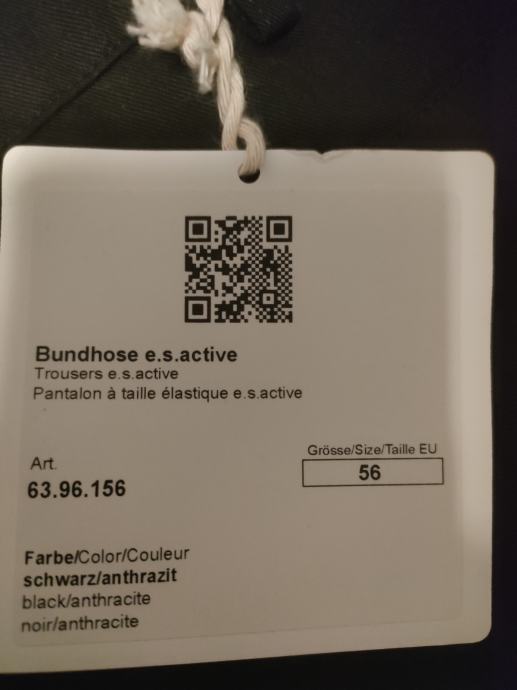 Bundhose e.s.active
Trousers e.s.active
Pantalon à taille élastique e.s.active
Grösse/Size/Taille EU
56
Art.
63.96.156
Farbe/Color/Couleur
schwarz/anthrazit
black/anthracite
noir/anthracite